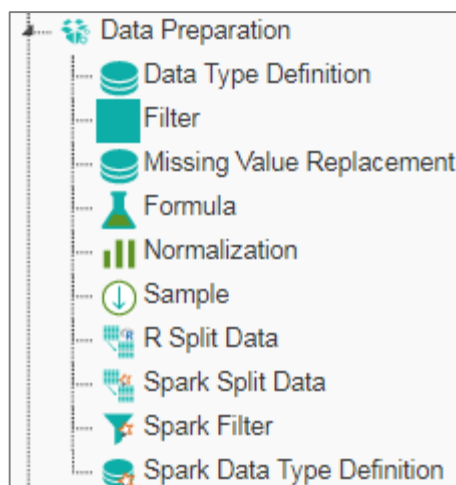 Data Preparation
Data Type Definition
Filter
Missing Value Replacement
Formula
Normalization
Sample
R Split Data
Spark Split Data
Spark Filter
Spark Data Type Definition